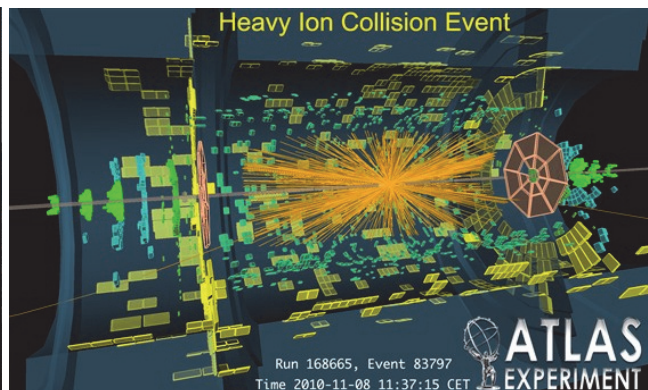 Heavy Ion Collision Event
Run 168665, Event 83797
Time 2010-11-08 11:37:15 CET
ATLAS
EXPERIMENT